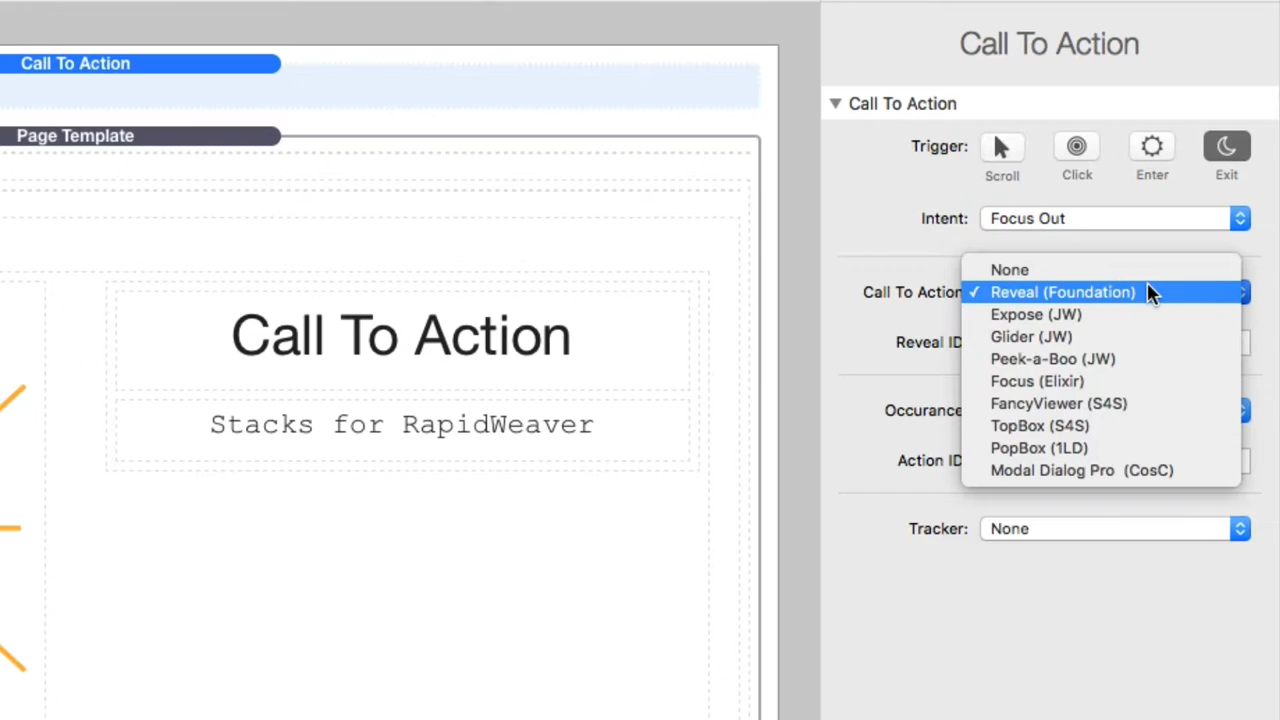 Call To Action
Page Template
Call To Action
Stacks for RapidWeaver
Call To Action
Call To Action
Trigger:
Scroll
Click
Enter
Exit
Intent:
Focus Out
Call To Action
None
✓ Reveal (Foundation)
Expose (JW)
Glider (JW)
Peek-a-Boo (JW)
Focus (Elixir)
FancyViewer (S4S)
TopBox (S4S)
PopBox (1LD)
Modal Dialog Pro (CosC)
Reveal ID
Occurance
Action ID
Tracker:
None